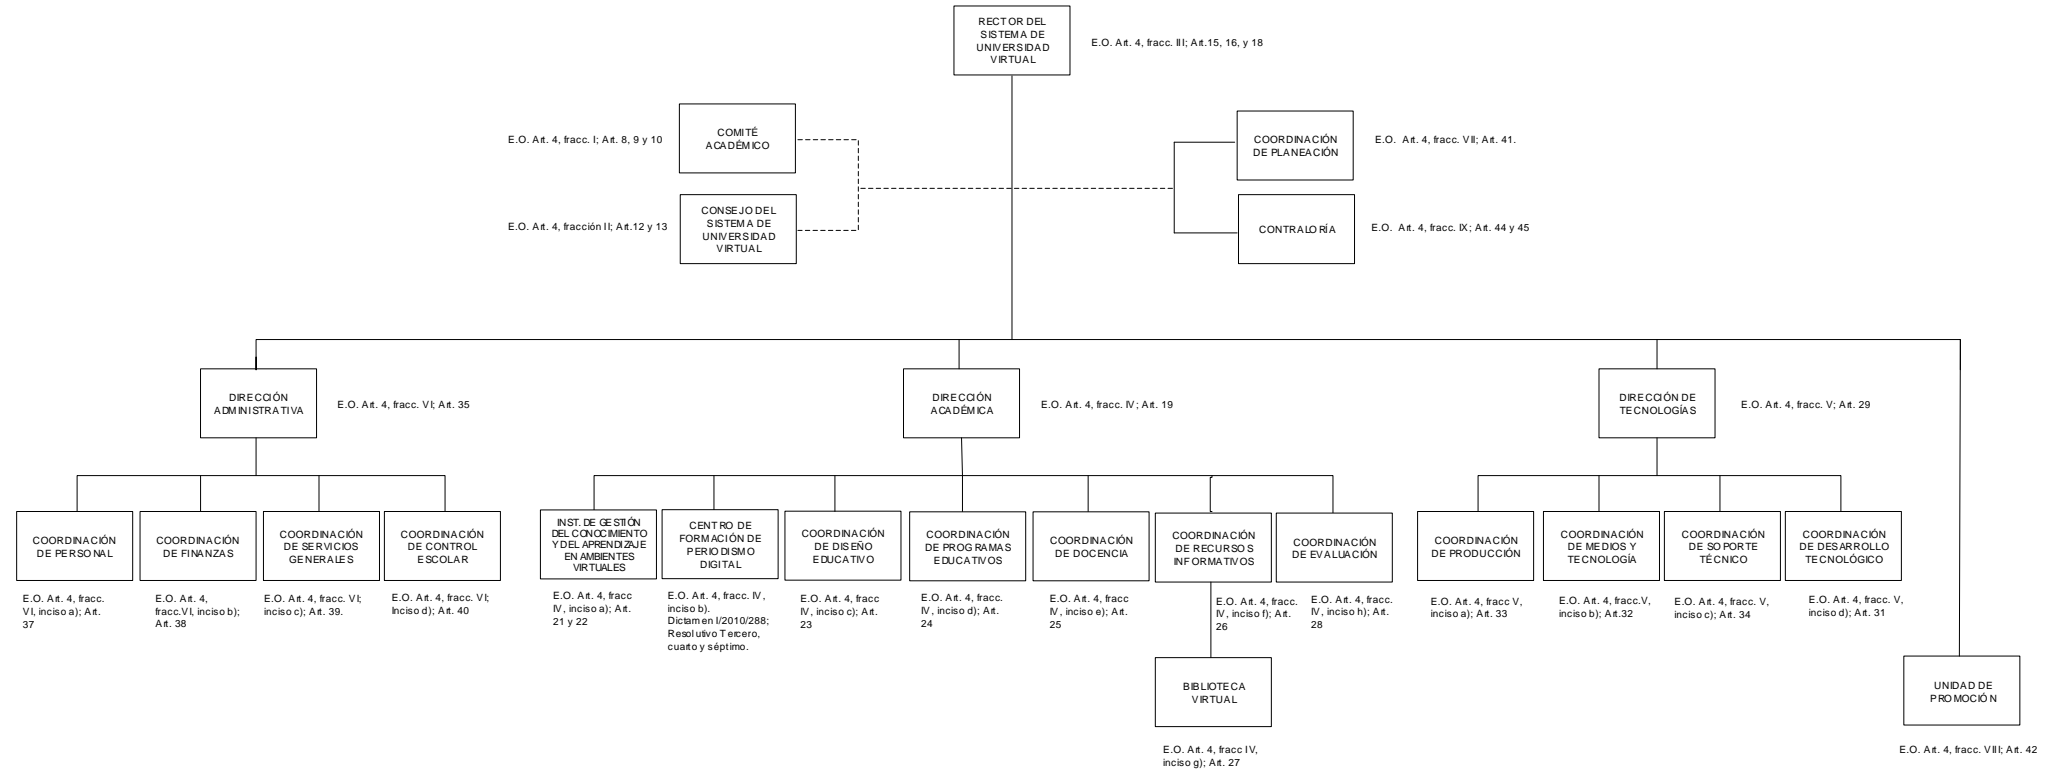 RECTOR DEL
SISTEMA DE
UNIVERSIDAD
VIRTUAL
E.O. Art. 4, fracc. III; Art.15, 16, y 18
E.O. Art. 4, fracc. I; Art. 8, 9 y 10
COMITÉ
ACADÉMICO
COORDINACIÓN
DE PLANEACIÓN
E.O. Art. 4, fracc. VII; Art. 41.
E.O. Art. 4, fracción II; Art.12 y 13
CONSEJO DEL
SISTEMA DE
UNIVERSIDAD
VIRTUAL
CONTRALORÍA
E.O. Art. 4, fracc. IX; Art. 44 y 45
DIRECCIÓN
ADMINISTRATIVA
E.O. Art. 4, fracc. VI; Art. 35
DIRECCIÓN
ACADÉMICA
E.O. Art. 4, fracc. IV; Art. 19
DIRECCIÓN DE
TECNOLOGÍAS
E.O. Art. 4, fracc. V; Art. 29
COORDINACIÓN
DE PERSONAL
COORDINACIÓN
DE FINANZAS
COORDINACIÓN
DE SERVICIOS
GENERALES
COORDINACIÓN
DE CONTROL
ESCOLAR
INST. DE GESTIÓN
DEL CONOCIMIENTO
Y DEL APRENDIZAJE
EN AMBIENTES
VIRTUALES
CENTRO DE
FORMACIÓN DE
PERIODISMO
DIGITAL
COORDINACIÓN
DE DISEÑO
EDUCATIVO
COORDINACIÓN
DE PROGRAMAS
EDUCATIVOS
COORDINACIÓN
DE DOCENCIA
COORDINACIÓN
DE RECURSOS
INFORMATIVOS
COORDINACIÓN
DE EVALUACIÓN
COORDINACIÓN
DE PRODUCCIÓN
COORDINACIÓN
DE MEDIOS Y
TECNOLOGÍA
COORDINACIÓN
DE SOPORTE
TÉCNICO
COORDINACIÓN
DE DESARROLLO
TECNOLÓGICO
E.O. Art. 4, fracc.
VI, inciso a); Art.
37
E.O. Art. 4,
fracc.VI, inciso b);
Art. 38
E.O. Art. 4, fracc. VI;
inciso c); Art. 39.
E.O. Art. 4, fracc. VI;
Inciso d); Art. 40
E.O. Art. 4, fracc
IV, inciso a); Art.
21 y 22
E.O. Art. 4, fracc. IV,
inciso b).
Dictamen I/2010/288;
Resolutivo Tercero,
cuarto y séptimo.
E.O. Art. 4, fracc
IV, inciso c); Art.
23
E.O. Art. 4, fracc.
IV, inciso d); Art.
24
E.O. Art. 4, fracc
IV, inciso e); Art.
25
E.O. Art. 4, fracc.
IV, inciso f); Art.
26
E.O. Art. 4, fracc.
IV, inciso h); Art.
28
E.O. Art. 4, fracc V,
inciso a); Art. 33
E.O. Art. 4, fracc.V,
inciso b); Art.32
E.O. Art. 4, fracc. V,
inciso c); Art. 34
E.O. Art. 4, fracc. V,
inciso d); Art. 31
BIBLIOTECA
VIRTUAL
E.O. Art. 4, fracc IV,
inciso g); Art. 27
UNIDAD DE
PROMOCIÓN
E.O. Art. 4, fracc. VIII; Art. 42